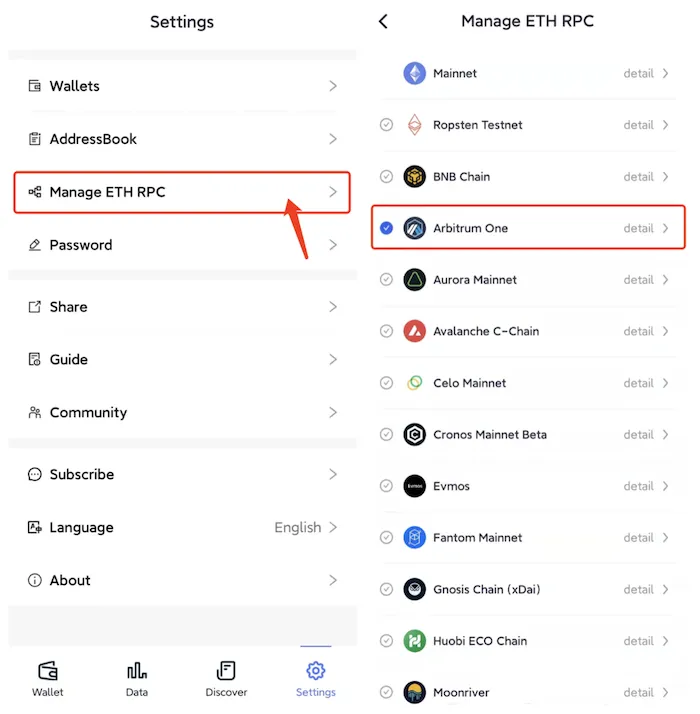 Settings
Wallets
AddressBook
Manage ETH RPC
Password
Share
Guide
Community
Subscribe
Language English
About
Wallet Data Discover Settings
Manage ETH RPC
Mainnet detail
Ropsten Testnet detail
BNB Chain detail
Arbitrum One detail
Aurora Mainnet detail
Avalanche C-Chain detail
Celo Mainnet detail
Cronos Mainnet Beta detail
Evmos Evmos detail
Fantom Mainnet detail
Gnosis Chain (xDai) detail
Huobi ECO Chain detail
Moonriver detail